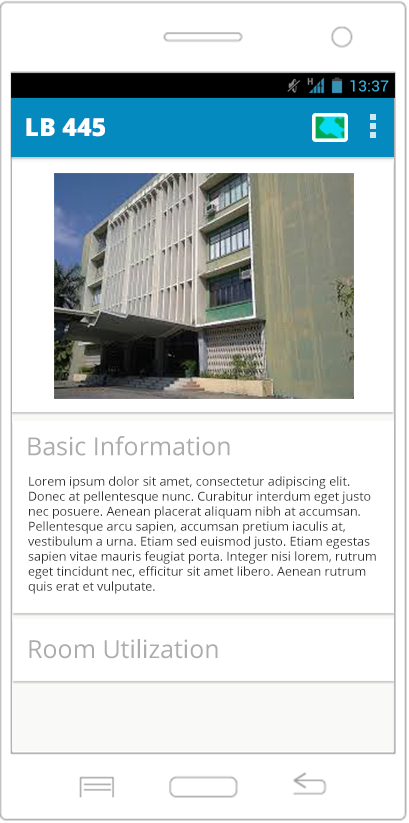 H 13:37
LB 445
Basic Information
Lorem ipsum dolor sit amet, consectetur adipiscing elit.
Donec at pellentesque nunc. Curabitur interdum eget justo
nec posuere. Aenean placerat aliquam nibh at accumsan.
Pellentesque arcu sapien, accumsan pretium iaculis at,
vestibulum a urna. Etiam sed euismod justo. Etiam egestas
sapien vitae mauris feugiat porta. Integer nisi lorem, rutrum
eget tincidunt nec, efficitur sit amet libero. Aenean rutrum
quis erat et vulputate.
Room Utilization